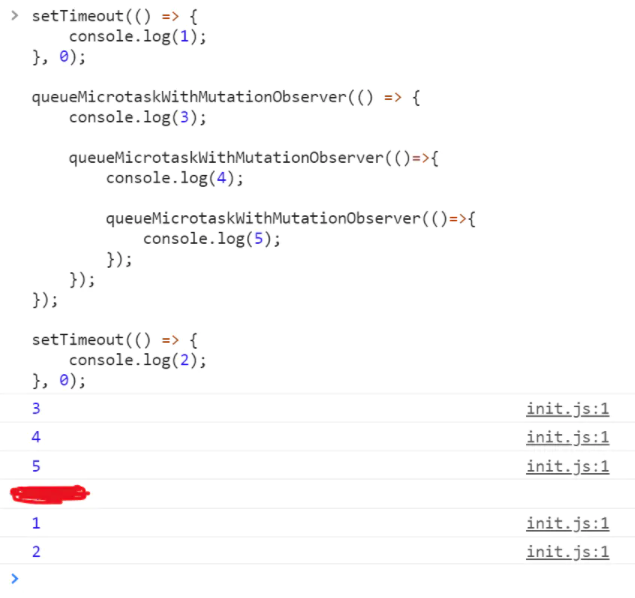 > setTimeout(() => {
console.log(1);
}, 0);
queueMicrotaskWithMutationObserver(() => {
console.log(3);
queueMicrotaskWithMutationObserver(()=>{
console.log(4);
queueMicrotaskWithMutationObserver(()=>{
console.log(5);
});
});
});
setTimeout(() => {
console.log(2);
}, 0);
3 init.js:1
4 init.js:1
5 init.js:1
1 init.js:1
2 init.js:1
>